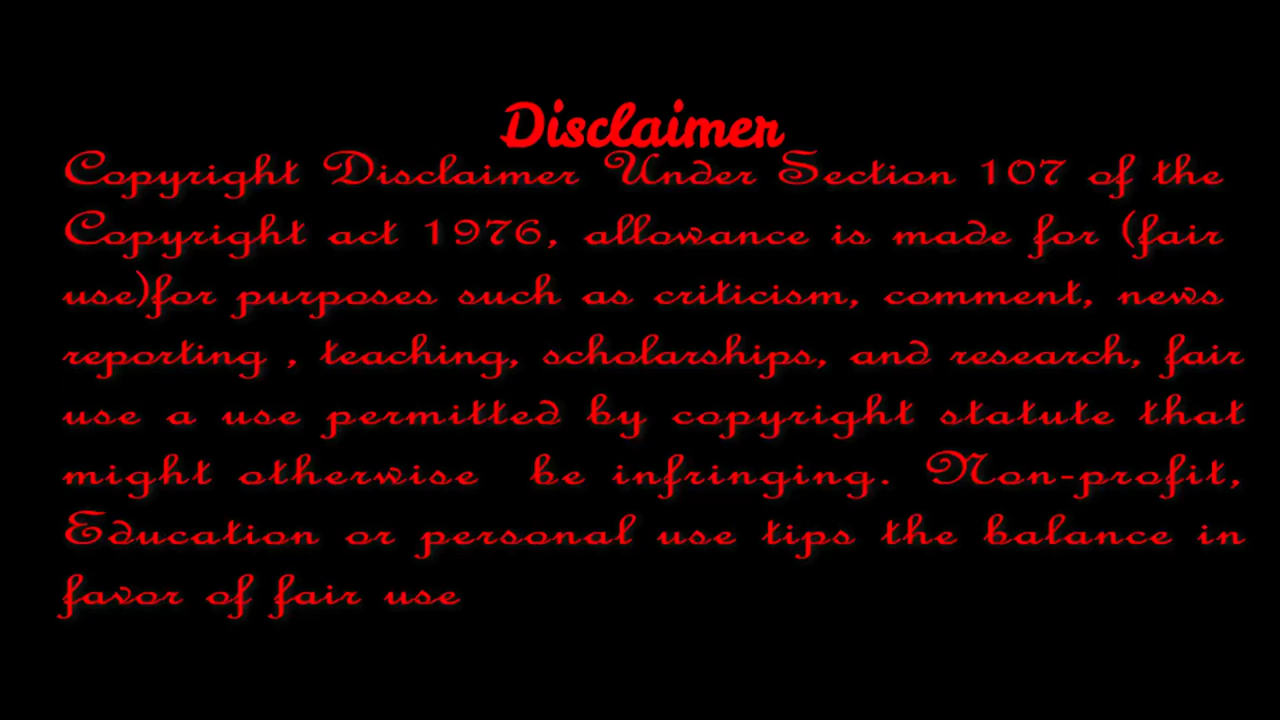 Disclaimer
Copyright Disclaimer Under Section 107 of the
Copyright act 1976, allowance is made for (fair
use)for purposes such as criticism, comment, news
reporting , teaching, scholarships, and research, fair
use a use permitted by copyright statute that
might otherwise be infringing. Non-profit,
Education or personal use tips the balance in
favor of fair use